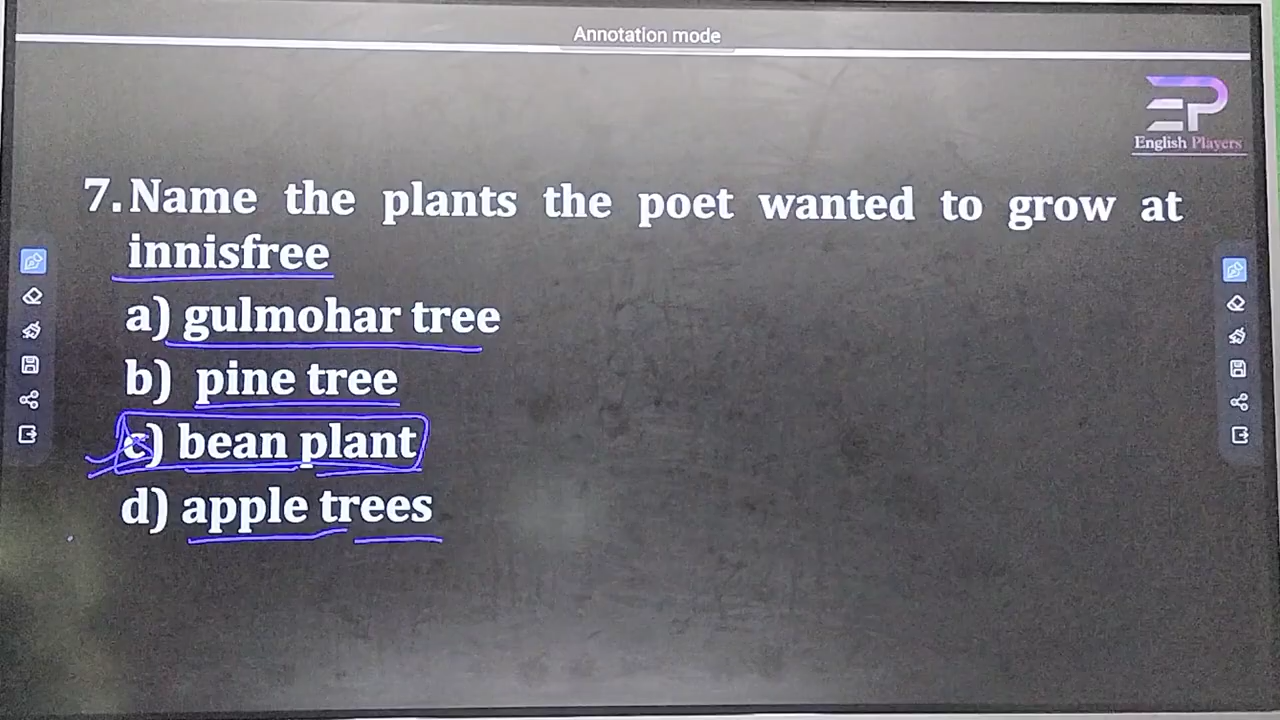 Annotation mode
EP
English Players
7. Name the plants the poet wanted to grow at
innisfree
a) gulmohar tree
b) pine tree
c) bean plant
d) apple trees